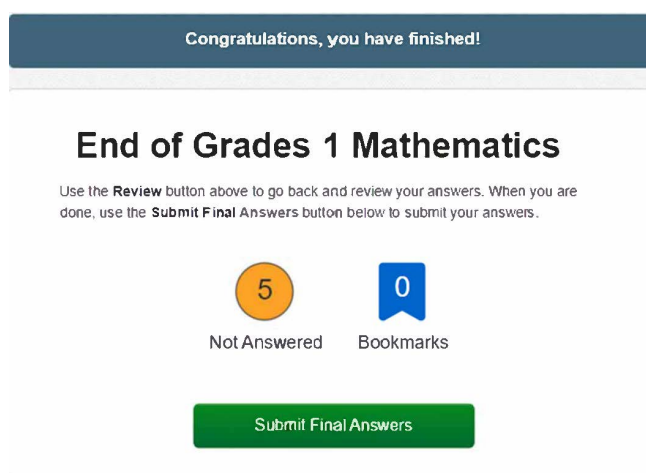 Congratulations, you have finished!
End of Grades 1 Mathematics
Use the Review button above to go back and review your answers. When you are
done, use the Submit Final Answers button below to submit your answers.
5
0
Not Answered
Bookmarks
Submit Final Answers